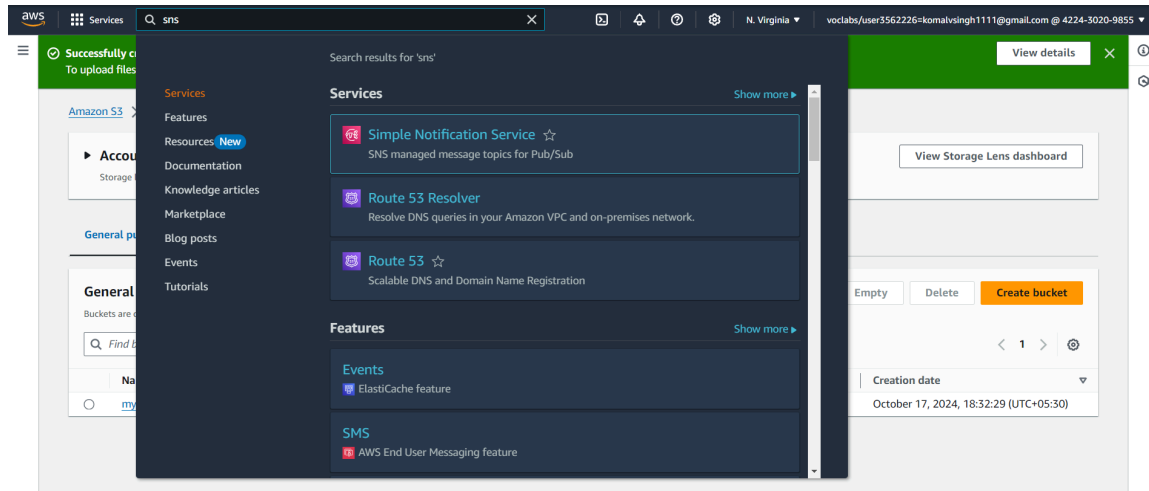 aws Services sns N. Virginia voclabs/user3562226=komalvsingh1111@gmail.com @ 4224-3020-9855
Successfully
To upload files
View details
Search results for 'sns'
Services
Features
Resources New
Documentation
Knowledge articles
Marketplace
Blog posts
Events
Tutorials
Services
Show more
Simple Notification Service
SNS managed message topics for Pub/Sub
Route 53 Resolver
Resolve DNS queries in your Amazon VPC and on-premises network.
Route 53
Scalable DNS and Domain Name Registration
Features
Show more
Events
ElastiCache feature
SMS
AWS End User Messaging feature
Amazon S3
Accou
Storage
View Storage Lens dashboard
General pu
General
Buckets are
Empty
Delete
Create bucket
Find
1
Na
Creation date
my
October 17, 2024, 18:32:29 (UTC+05:30)